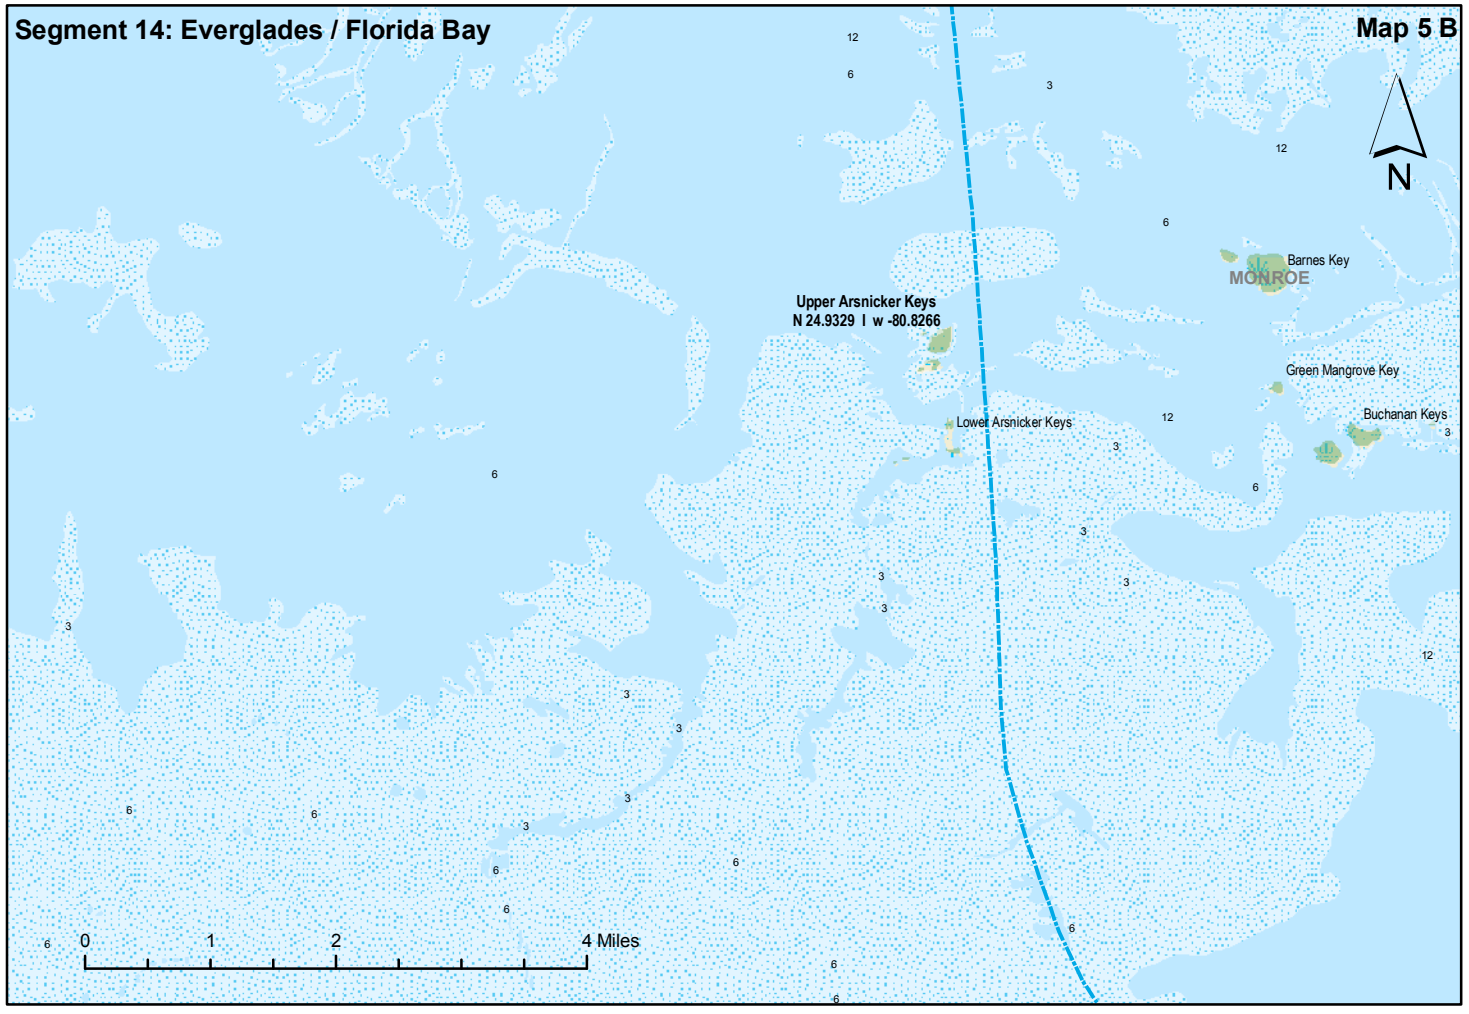 Segment 14: Everglades / Florida Bay
Map 5 B
12
6
3
12
N
6
Barnes Key
MONROE
Upper Arsnicker Keys
N 24.9329 l w -80.8266
Green Mangrove Key
Buchanan Keys
12
Lower Arsnicker Keys
3
3
6
6
3
3
3
3
3
12
3
3
3
3
6
6
6
6
6
6
6
6
6
0 1 2 4 Miles